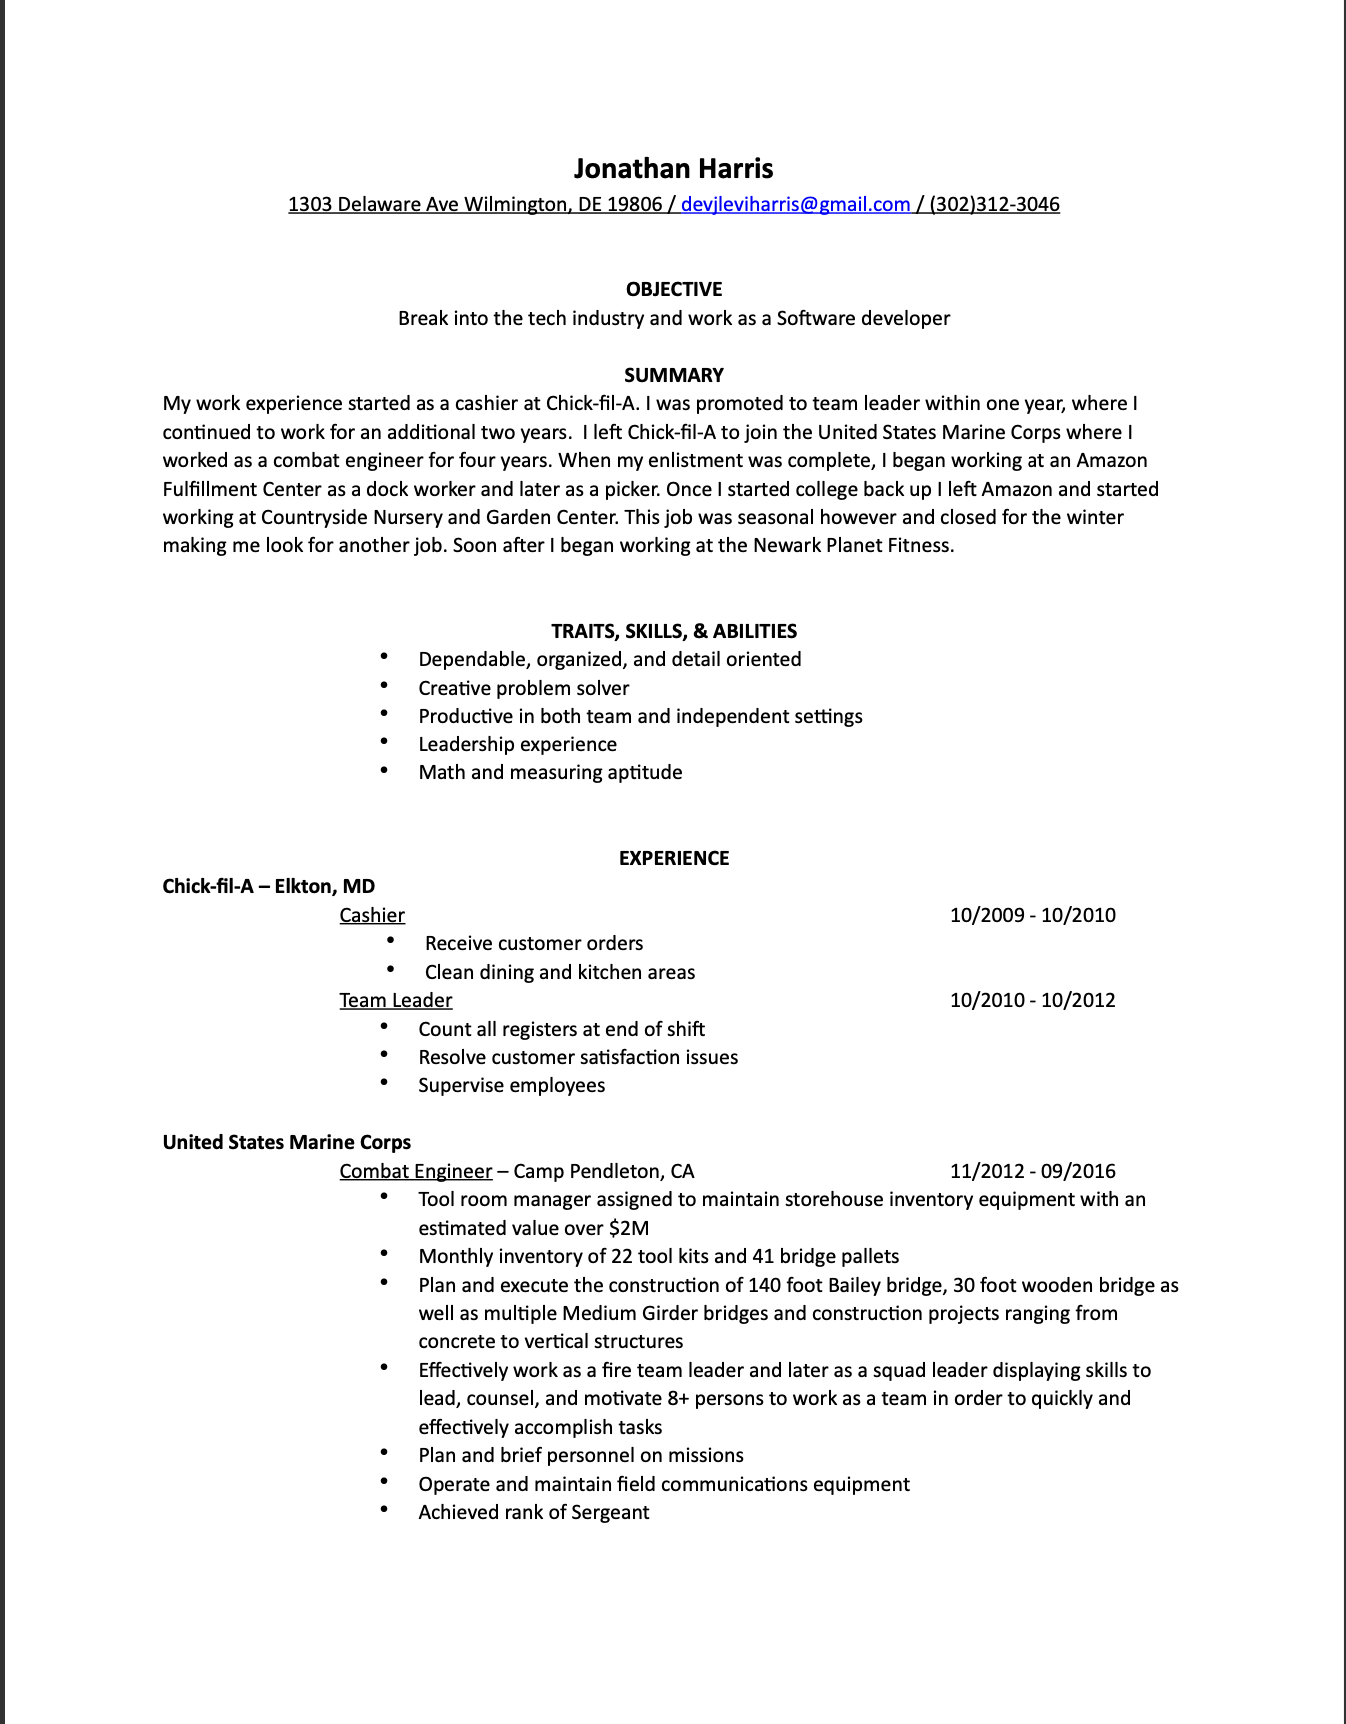 Jonathan Harris
1303 Delaware Ave Wilmington, DE 19806 / devjleviharris@gmail.com / (302)312-3046
OBJECTIVE
Break into the tech industry and work as a Software developer
SUMMARY
My work experience started as a cashier at Chick-fil-A. I was promoted to team leader within one year, where I
continued to work for an additional two years.  I left Chick-fil-A to join the United States Marine Corps where I
worked as a combat engineer for four years. When my enlistment was complete, I began working at an Amazon
Fulfillment Center as a dock worker and later as a picker. Once I started college back up I left Amazon and started
working at Countryside Nursery and Garden Center. This job was seasonal however and closed for the winter
making me look for another job. Soon after I began working at the Newark Planet Fitness.
TRAITS, SKILLS, & ABILITIES
• Dependable, organized, and detail oriented
• Creative problem solver
• Productive in both team and independent settings
• Leadership experience
• Math and measuring aptitude
EXPERIENCE
Chick-fil-A – Elkton, MD
Cashier 10/2009 - 10/2010
• Receive customer orders
• Clean dining and kitchen areas
Team Leader 10/2010 - 10/2012
• Count all registers at end of shift
• Resolve customer satisfaction issues
• Supervise employees
United States Marine Corps
Combat Engineer – Camp Pendleton, CA 11/2012 - 09/2016
• Tool room manager assigned to maintain storehouse inventory equipment with an
estimated value over $2M
• Monthly inventory of 22 tool kits and 41 bridge pallets
• Plan and execute the construction of 140 foot Bailey bridge, 30 foot wooden bridge as
well as multiple Medium Girder bridges and construction projects ranging from
concrete to vertical structures
• Effectively work as a fire team leader and later as a squad leader displaying skills to
lead, counsel, and motivate 8+ persons to work as a team in order to quickly and
effectively accomplish tasks
• Plan and brief personnel on missions
• Operate and maintain field communications equipment
• Achieved rank of Sergeant